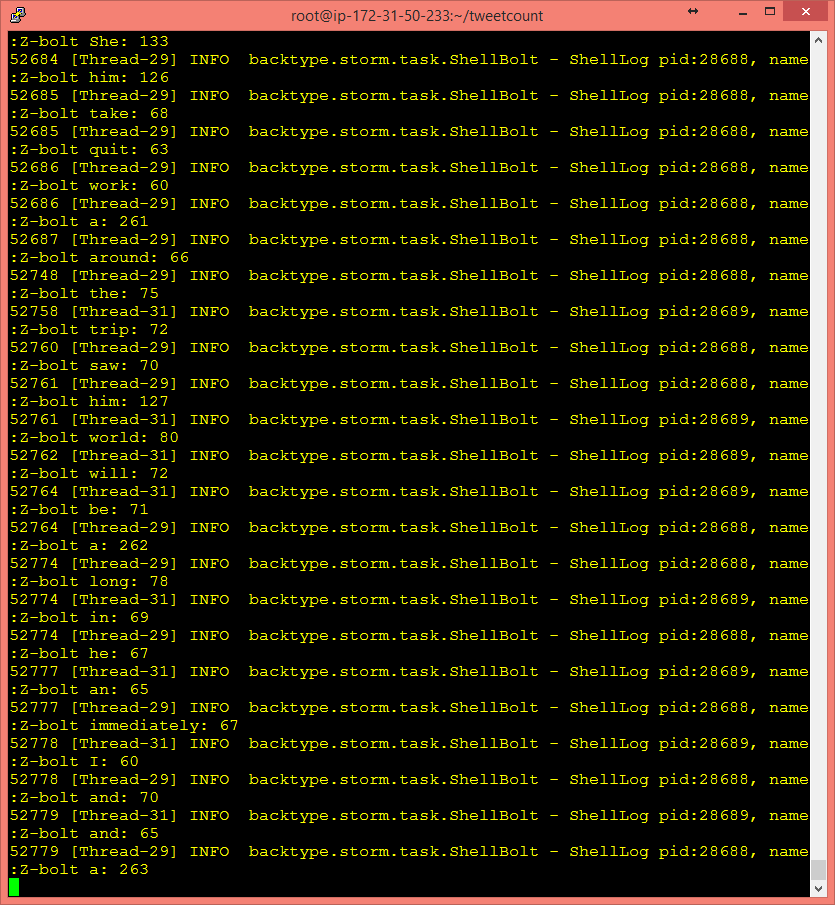 root@ip-172-31-50-233:~/tweetcount
:Z-bolt She: 133
52684 [Thread-29] INFO  backtype.storm.task.ShellBolt - ShellLog pid:28688, name
:Z-bolt him: 126
52685 [Thread-29] INFO  backtype.storm.task.ShellBolt - ShellLog pid:28688, name
:Z-bolt take: 68
52685 [Thread-29] INFO  backtype.storm.task.ShellBolt - ShellLog pid:28688, name
:Z-bolt quit: 63
52686 [Thread-29] INFO  backtype.storm.task.ShellBolt - ShellLog pid:28688, name
:Z-bolt work: 60
52686 [Thread-29] INFO  backtype.storm.task.ShellBolt - ShellLog pid:28688, name
:Z-bolt a: 261
52687 [Thread-29] INFO  backtype.storm.task.ShellBolt - ShellLog pid:28688, name
:Z-bolt around: 66
52748 [Thread-29] INFO  backtype.storm.task.ShellBolt - ShellLog pid:28688, name
:Z-bolt the: 75
52758 [Thread-31] INFO  backtype.storm.task.ShellBolt - ShellLog pid:28689, name
:Z-bolt trip: 72
52760 [Thread-29] INFO  backtype.storm.task.ShellBolt - ShellLog pid:28688, name
:Z-bolt saw: 70
52761 [Thread-29] INFO  backtype.storm.task.ShellBolt - ShellLog pid:28688, name
:Z-bolt him: 127
52761 [Thread-31] INFO  backtype.storm.task.ShellBolt - ShellLog pid:28689, name
:Z-bolt world: 80
52762 [Thread-31] INFO  backtype.storm.task.ShellBolt - ShellLog pid:28689, name
:Z-bolt will: 72
52764 [Thread-31] INFO  backtype.storm.task.ShellBolt - ShellLog pid:28689, name
:Z-bolt be: 71
52764 [Thread-29] INFO  backtype.storm.task.ShellBolt - ShellLog pid:28688, name
:Z-bolt a: 262
52774 [Thread-29] INFO  backtype.storm.task.ShellBolt - ShellLog pid:28688, name
:Z-bolt long: 78
52774 [Thread-31] INFO  backtype.storm.task.ShellBolt - ShellLog pid:28689, name
:Z-bolt in: 69
52774 [Thread-29] INFO  backtype.storm.task.ShellBolt - ShellLog pid:28688, name
:Z-bolt he: 67
52777 [Thread-31] INFO  backtype.storm.task.ShellBolt - ShellLog pid:28689, name
:Z-bolt an: 65
52777 [Thread-29] INFO  backtype.storm.task.ShellBolt - ShellLog pid:28688, name
:Z-bolt immediately: 67
52778 [Thread-31] INFO  backtype.storm.task.ShellBolt - ShellLog pid:28689, name
:Z-bolt I: 60
52778 [Thread-29] INFO  backtype.storm.task.ShellBolt - ShellLog pid:28688, name
:Z-bolt and: 70
52779 [Thread-31] INFO  backtype.storm.task.ShellBolt - ShellLog pid:28689, name
:Z-bolt and: 65
52779 [Thread-29] INFO  backtype.storm.task.ShellBolt - ShellLog pid:28688, name
:Z-bolt a: 263